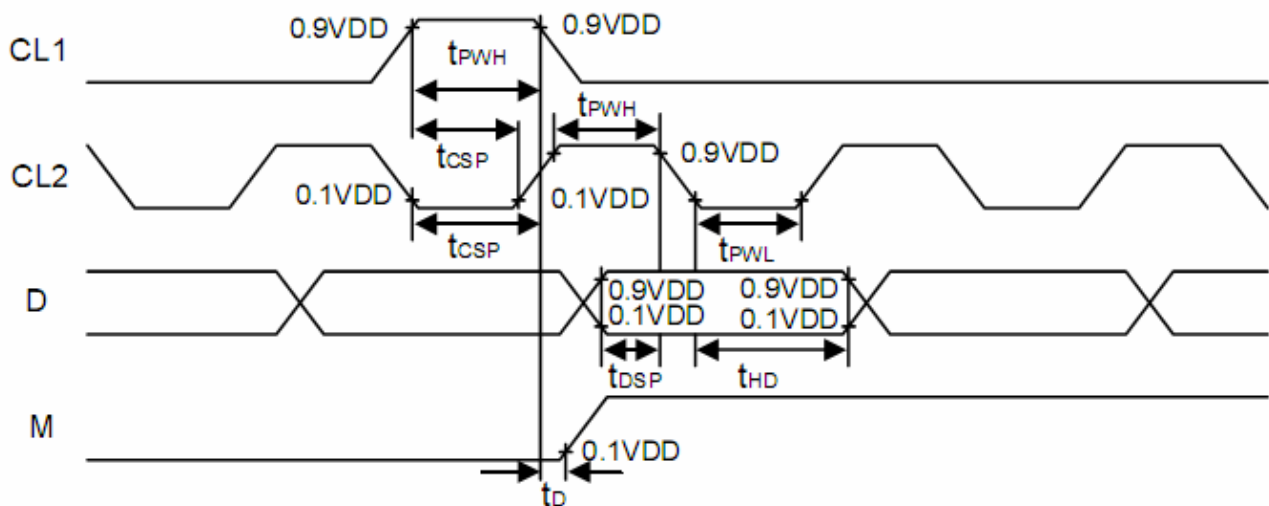 0.9VDD 0.9VDD
CL1
tPWH
tPWH
tCSP
CL2 0.9VDD
0.1VDD 0.1VDD
tCSP tPWL
D 0.9VDD 0.9VDD
0.1VDD 0.1VDD
tDSP tHD
M
0.1VDD
tD